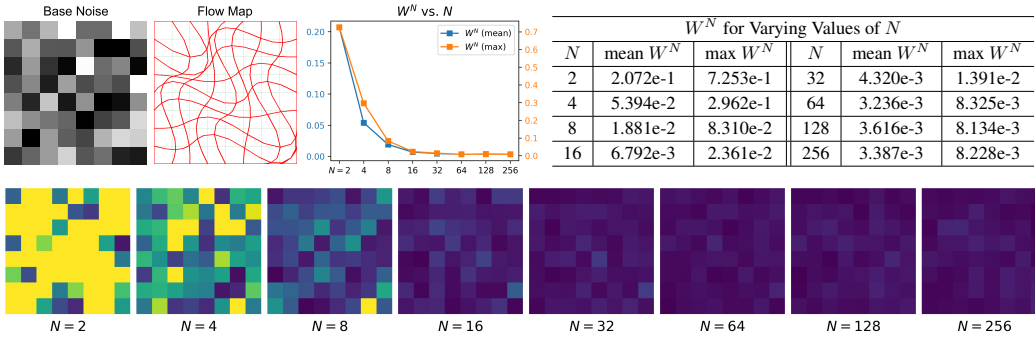 Base Noise
Flow Map
W^N vs. N
W^N (mean)
W^N (max)
0.20
0.15
0.10
0.05
0.00
0.7
0.6
0.5
0.4
0.3
0.2
0.1
0.0
N = 2 4 8 16 32 64 128 256
W^N for Varying Values of N
N mean W^N max W^N N mean W^N max W^N
2 2.072e-1 7.253e-1 32 4.320e-3 1.391e-2
4 5.394e-2 2.962e-1 64 3.236e-3 8.325e-3
8 1.881e-2 8.310e-2 128 3.616e-3 8.134e-3
16 6.792e-3 2.361e-2 256 3.387e-3 8.228e-3
N = 2 N = 4 N = 8 N = 16 N = 32 N = 64 N = 128 N = 256